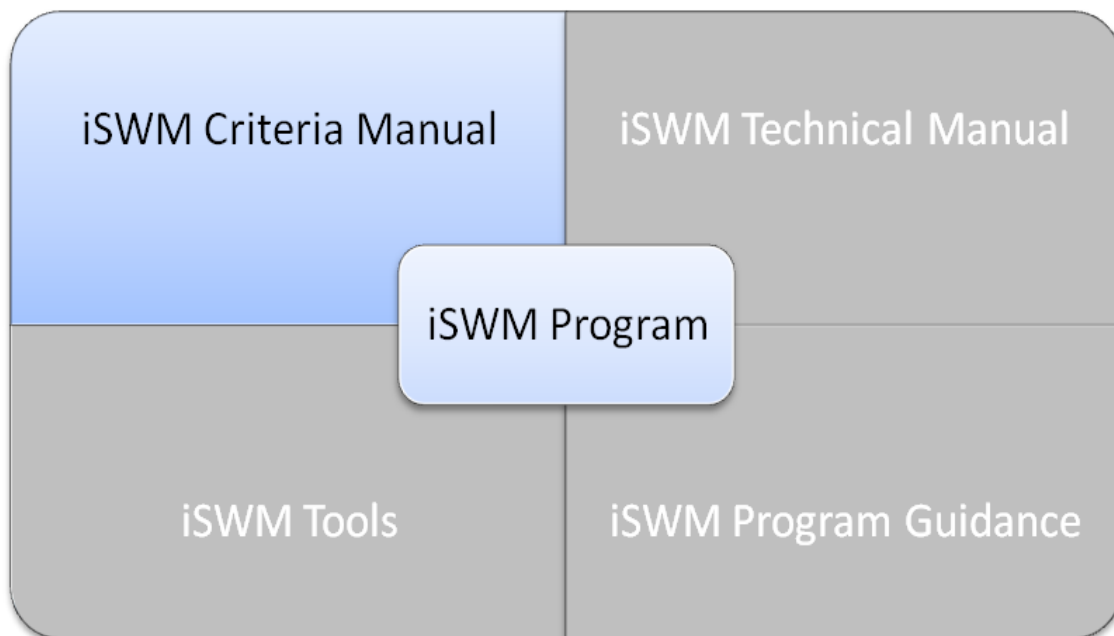 iSWM Criteria Manual
iSWM Technical Manual
iSWM Program
iSWM Tools
iSWM Program Guidance